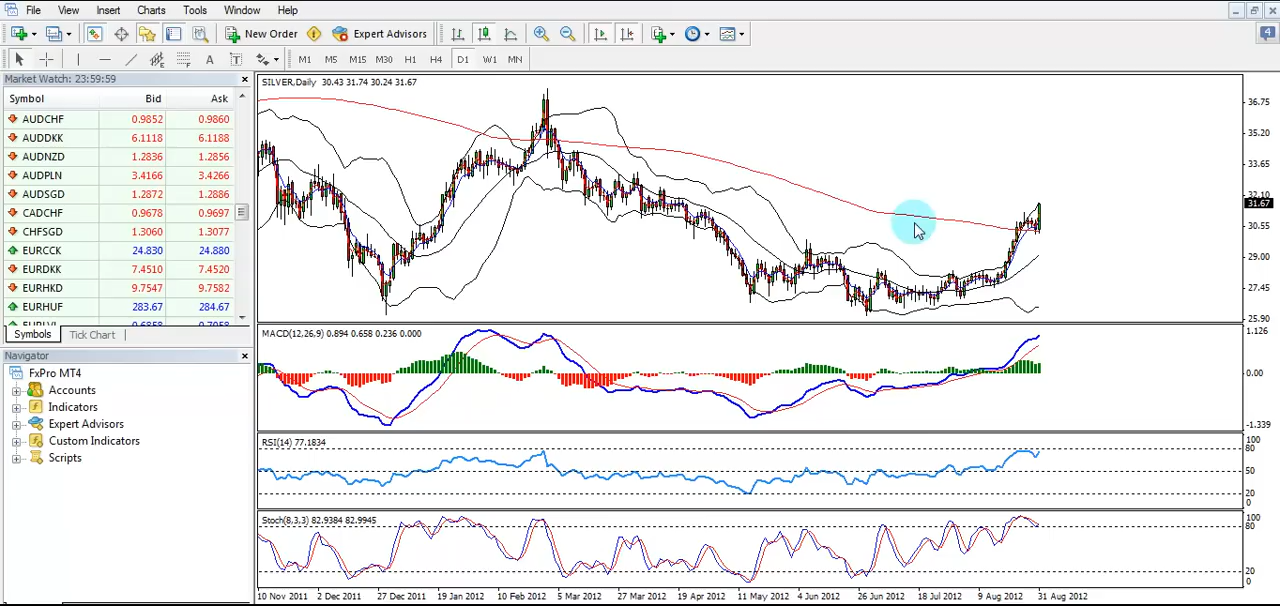 File View Insert Charts Tools Window Help
4
New Order Expert Advisors
A T M1 M5 M15 M30 H1 H4 D1 W1 MN
Market Watch: 23:59:59
Symbol Bid Ask
AUDCHF 0.9852 0.9860
AUDDKK 6.1118 6.1188
AUDNZD 1.2836 1.2856
AUDPLN 3.4166 3.4266
AUDSGD 1.2872 1.2886
CADCHF 0.9678 0.9697
CHFSGD 1.3060 1.3077
EURCCK 24.830 24.880
EURDKK 7.4510 7.4520
EURHKD 9.7547 9.7582
EURHUF 283.67 284.67
Symbols Tick Chart
Navigator
FxPro MT4
Accounts
Indicators
Expert Advisors
Custom Indicators
Scripts
SILVER,Daily 30.43 31.74 30.24 31.67
36.75
35.20
33.65
32.10
31.67
30.55
29.00
27.45
25.90
MACD(12,26,9) 0.894 0.658 0.236 0.000
1.126
0.00
-1.339
RSI(14) 77.1834
100
80
50
20
0
Stoch(8,3,3) 82.9384 82.9945
100
80
20
0
10 Nov 2011 2 Dec 2011 27 Dec 2011 19 Jan 2012 10 Feb 2012 5 Mar 2012 27 Mar 2012 19 Apr 2012 11 May 2012 4 Jun 2012 26 Jun 2012 18 Jul 2012 9 Aug 2012 31 Aug 2012